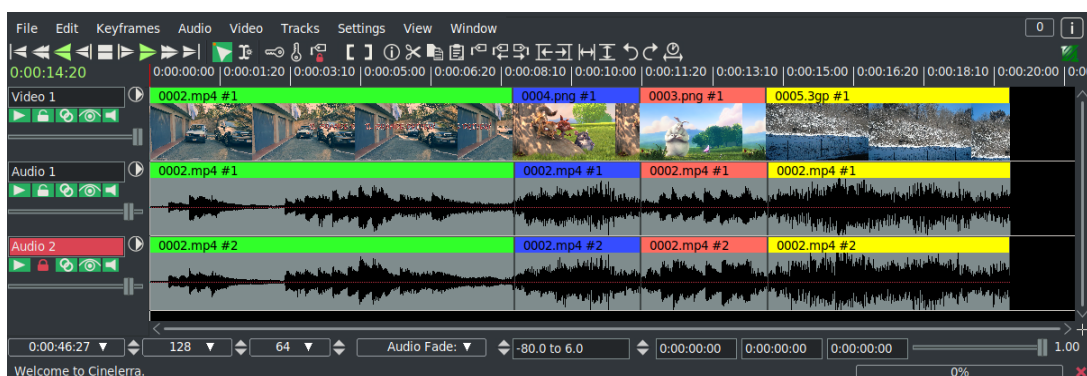 File Edit Keyframes Audio Video Tracks Settings View Window 0 i
0:00:14:20 0:00:00:00 0:00:01:20 0:00:03:10 0:00:05:00 0:00:06:20 0:00:08:10 0:00:10:00 0:00:11:20 0:00:13:10 0:00:15:00 0:00:16:20 0:00:18:10 0:00:20:00
Video 1 0002.mp4 #1 0004.png #1 0003.png #1 0005.3gp #1
Audio 1 0002.mp4 #1 0002.mp4 #1 0002.mp4 #1 0002.mp4 #1
Audio 2 0002.mp4 #2 0002.mp4 #2 0002.mp4 #2 0002.mp4 #2
0:00:46:27 128 64 Audio Fade: -80.0 to 6.0 0:00:00:00 0:00:00:00 0:00:00:00 1.00
Welcome to Cinelerra. 0%